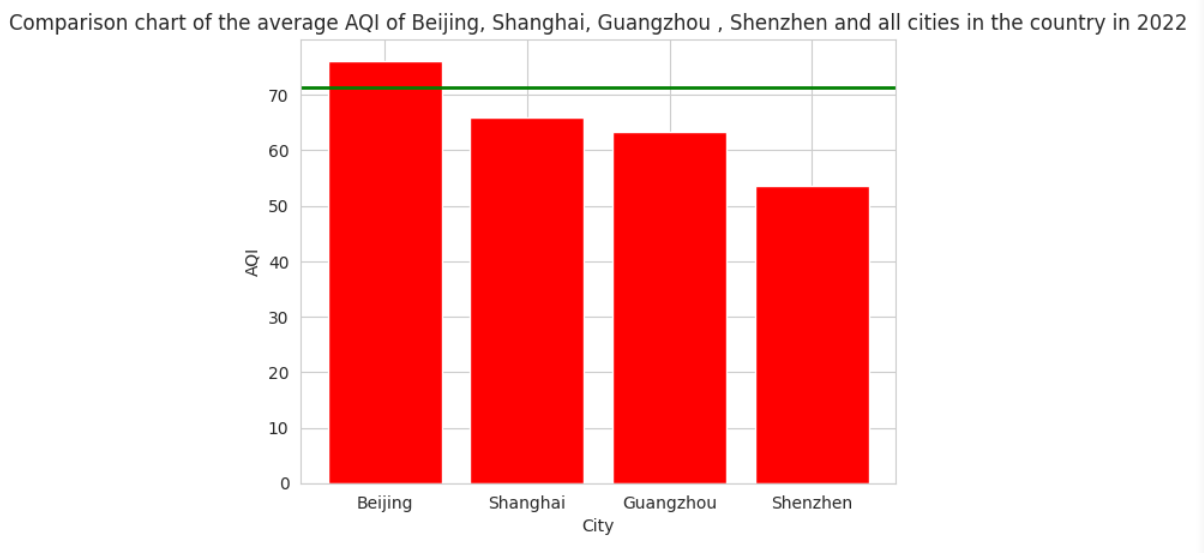 Comparison chart of the average AQI of Beijing, Shanghai, Guangzhou , Shenzhen and all cities in the country in 2022
70
60
50
40
30
20
10
0
AQI
Beijing Shanghai Guangzhou Shenzhen
City